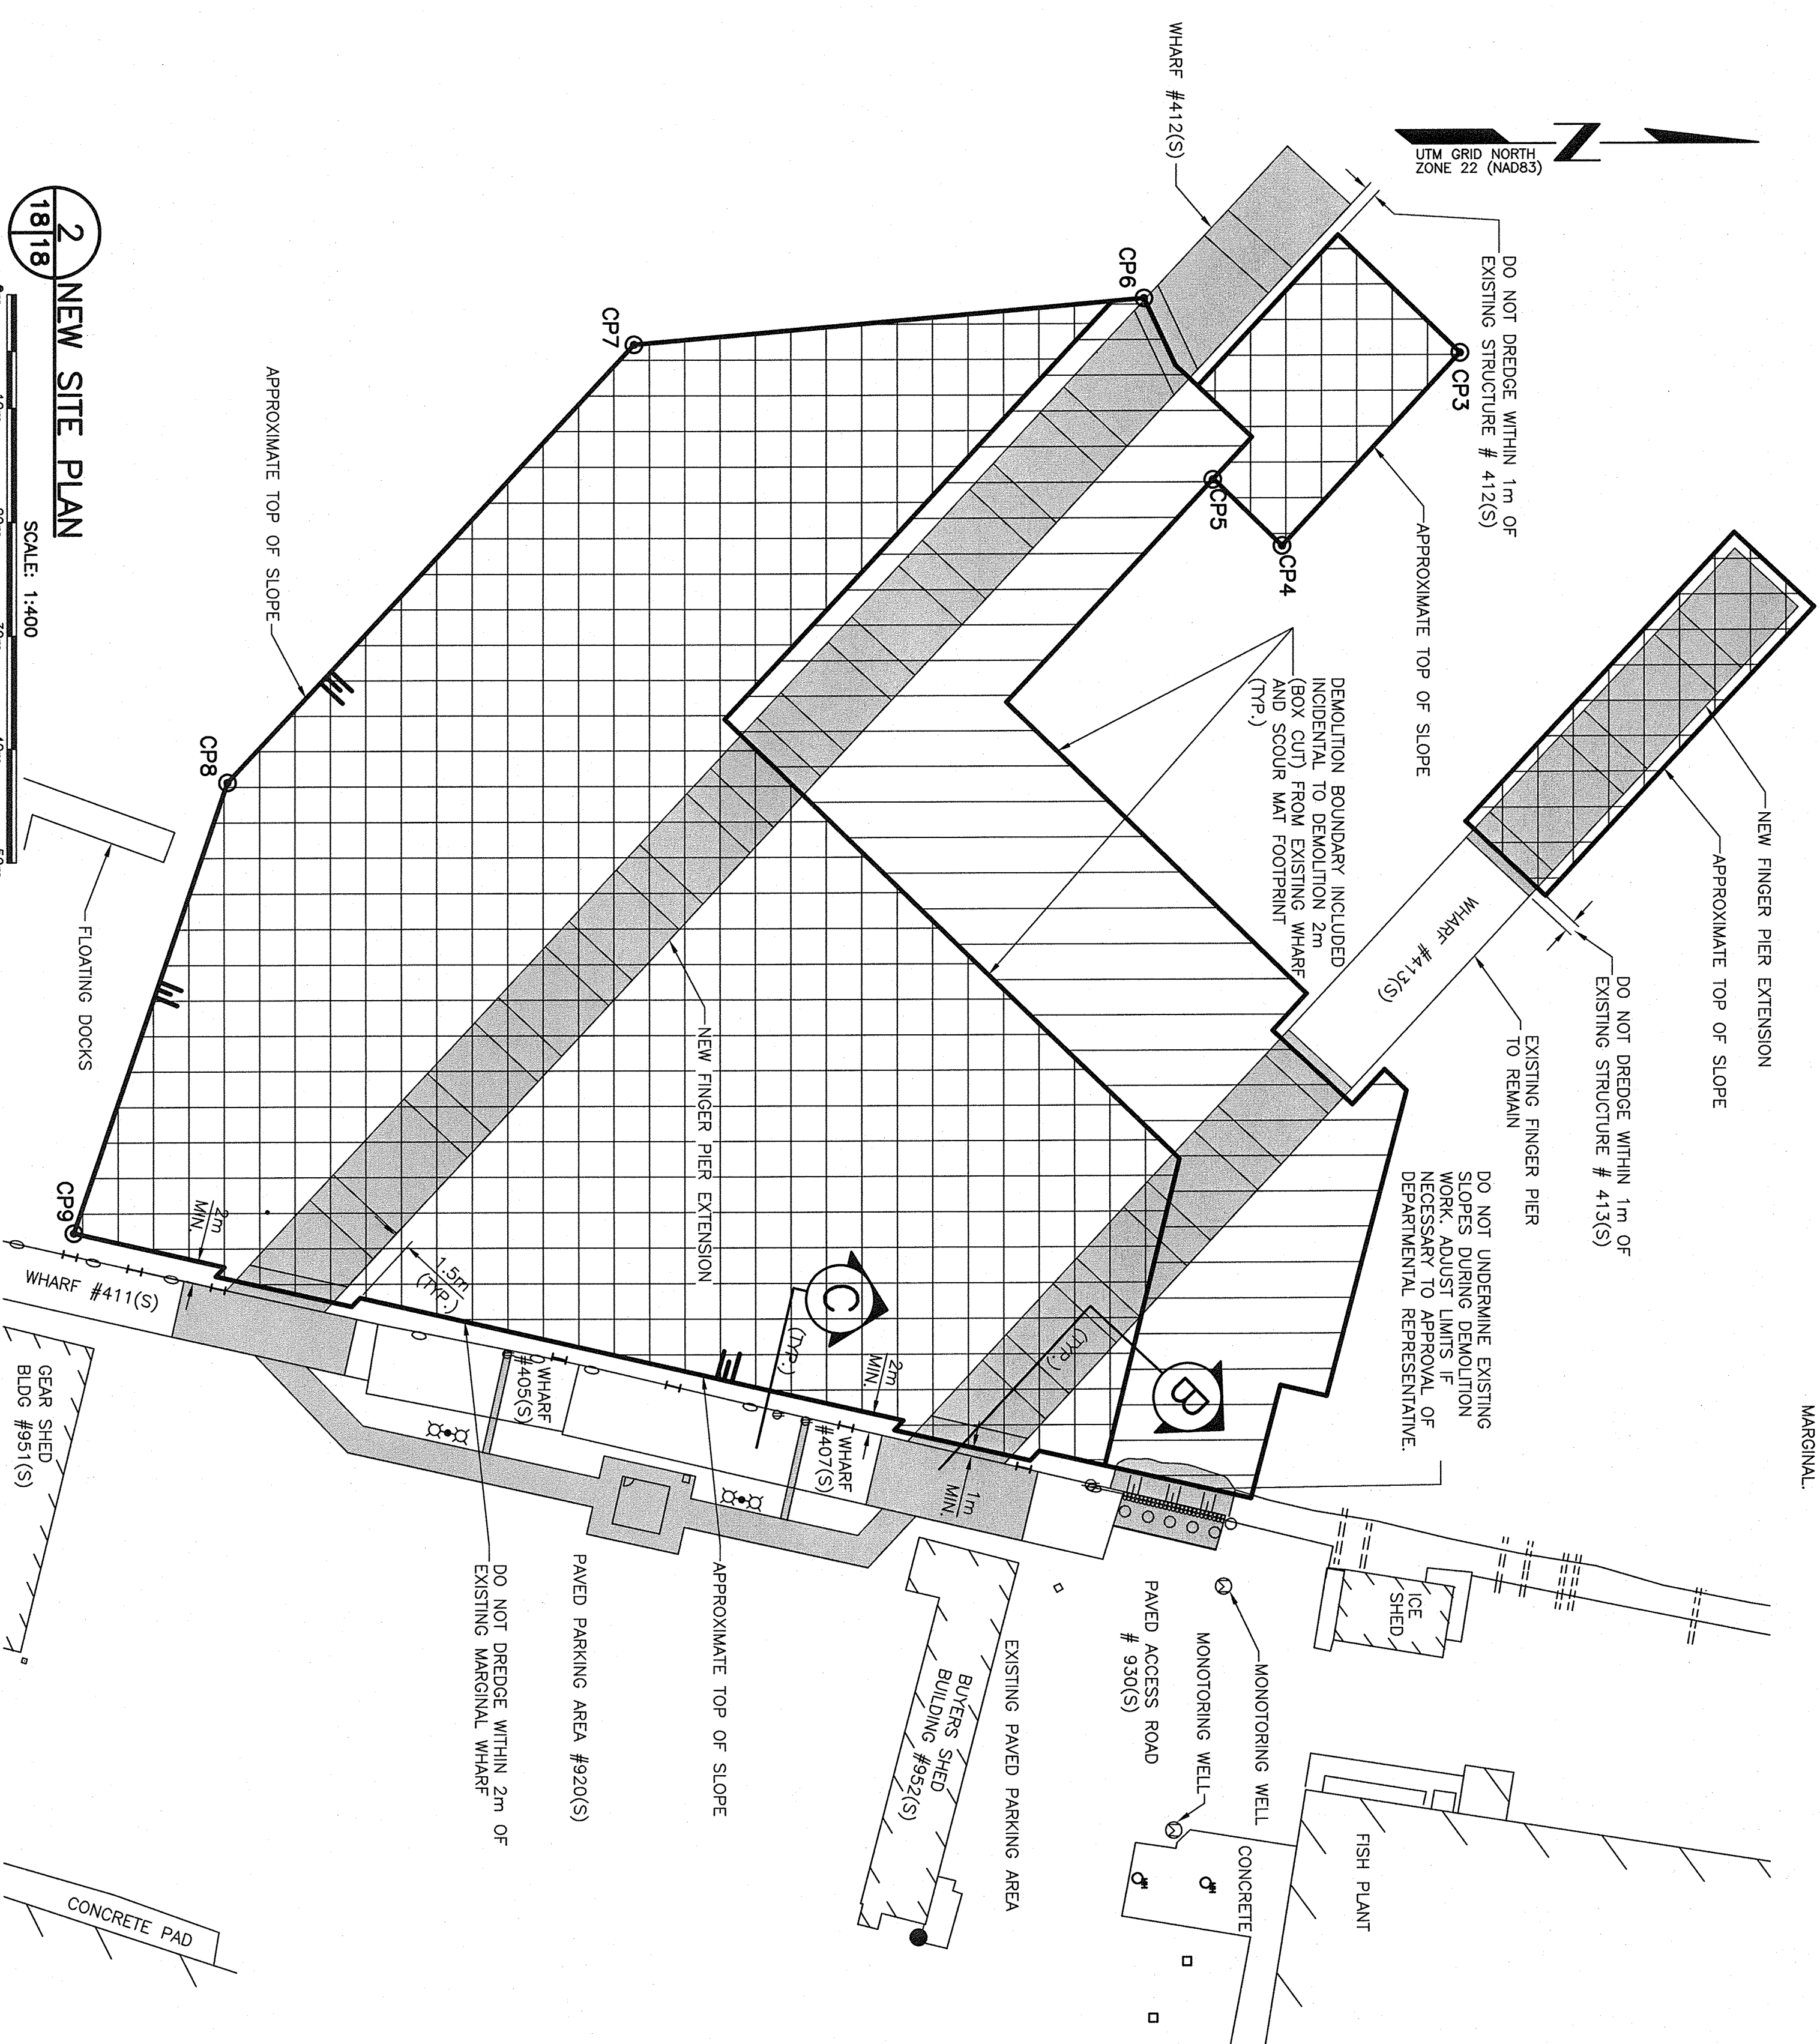 MARGINAL.
NEW FINGER PIER EXTENSION
APPROXIMATE TOP OF SLOPE
DO NOT DREDGE WITHIN 1m OF
EXISTING STRUCTURE # 413(S)
EXISTING FINGER PIER
TO REMAIN
WHARF #413(S)
DO NOT DREDGE WITHIN 1m OF
EXISTING STRUCTURE # 412(S)
APPROXIMATE TOP OF SLOPE
UTM GRID NORTH
ZONE 22 (NAD83)
N
WHARF #412(S)
CP3
CP4
CP5
CP6
CP7
CP8
CP9
DEMOLITION BOUNDARY INCLUDED
INCIDENTAL TO DEMOLITION 2m
(BOX CUT) FROM EXISTING WHARF
AND SCOUR MAT FOOTPRINT
(TYP.)
DO NOT UNDERMINE EXISTING
SLOPES DURING DEMOLITION
WORK. ADJUST LIMITS IF
NECESSARY TO APPROVAL OF
DEPARTMENTAL REPRESENTATIVE.
B
(TYP.)
C
(TYP.)
ICE
SHED
FISH PLANT
MONOTORING WELL
MONOTORING WELL
CONCRETE
MH
MH
PAVED ACCESS ROAD
# 930(S)
EXISTING PAVED PARKING AREA
BUYERS SHED
BUILDING #952(S)
1m
MIN.
2m
MIN.
WHARF
#407(S)
WHARF
#405(S)
APPROXIMATE TOP OF SLOPE
NEW FINGER PIER EXTENSION
PAVED PARKING AREA #920(S)
DO NOT DREDGE WITHIN 2m OF
EXISTING MARGINAL WHARF
1.5m
(TYP.)
2m
MIN.
WHARF #411(S)
GEAR SHED
BLDG #951(S)
CONCRETE PAD
APPROXIMATE TOP OF SLOPE
FLOATING DOCKS
2
18 18
NEW SITE PLAN
SCALE: 1:400